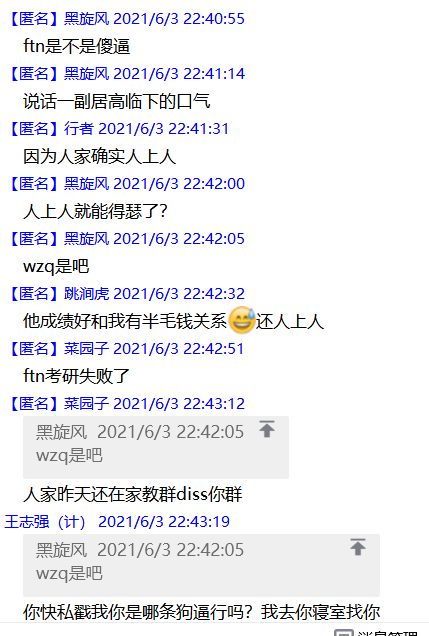 【匿名】黑旋风 2021/6/3 22:40:55
ftn是不是傻逼
【匿名】黑旋风 2021/6/3 22:41:14
说话一副居高临下的口气
【匿名】行者 2021/6/3 22:41:31
因为人家确实人上人
【匿名】黑旋风 2021/6/3 22:42:00
人上人就能得瑟了?
【匿名】黑旋风 2021/6/3 22:42:05
wzq是吧
【匿名】跳涧虎 2021/6/3 22:42:32
他成绩好和我有半毛钱关系😅还人上人
【匿名】菜园子 2021/6/3 22:42:51
ftn考研失败了
【匿名】菜园子 2021/6/3 22:43:12
黑旋风 2021/6/3 22:42:05
wzq是吧
人家昨天还在家教群diss你群
王志强（计） 2021/6/3 22:43:19
黑旋风 2021/6/3 22:42:05
wzq是吧
你快私戳我你是哪条狗逼行吗？我去你寝室找你